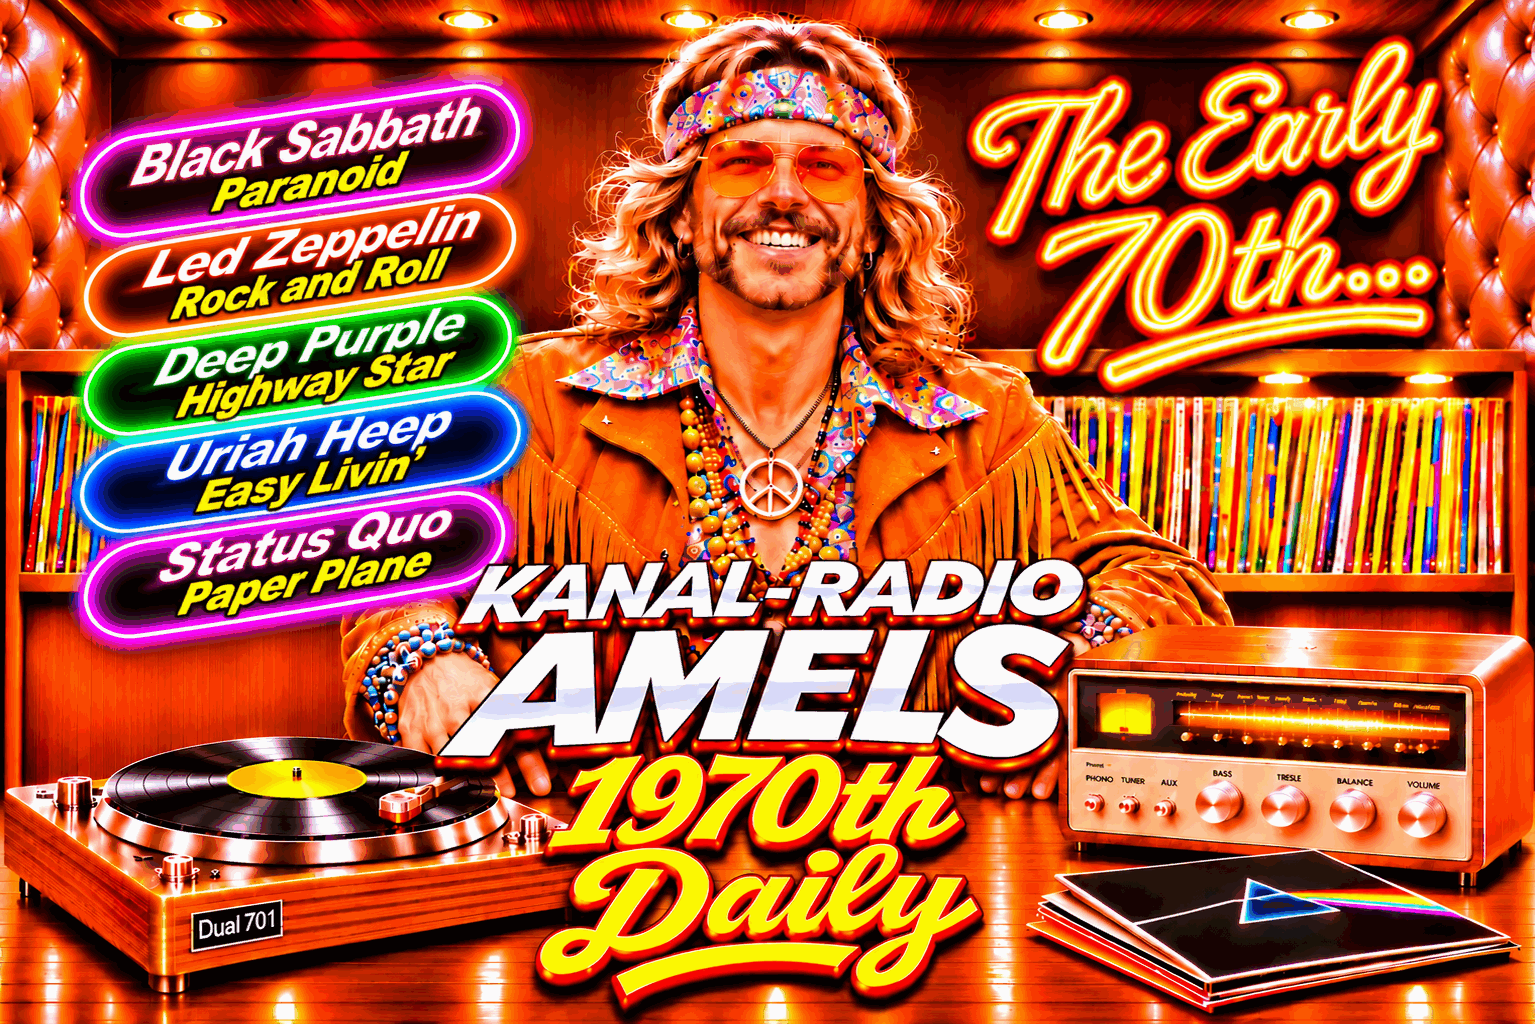 Black Sabbath
Paranoid
Led Zeppelin
Rock and Roll
Deep Purple
Highway Star
Uriah Heep
Easy Livin'
Status Quo
Paper Plane
The Early
70th...
KANAL-RADIO
AMELS
1970th
Daily
Dual 701
PHONO TUNER AUX BASS TRESLE BALANCE VOLUME